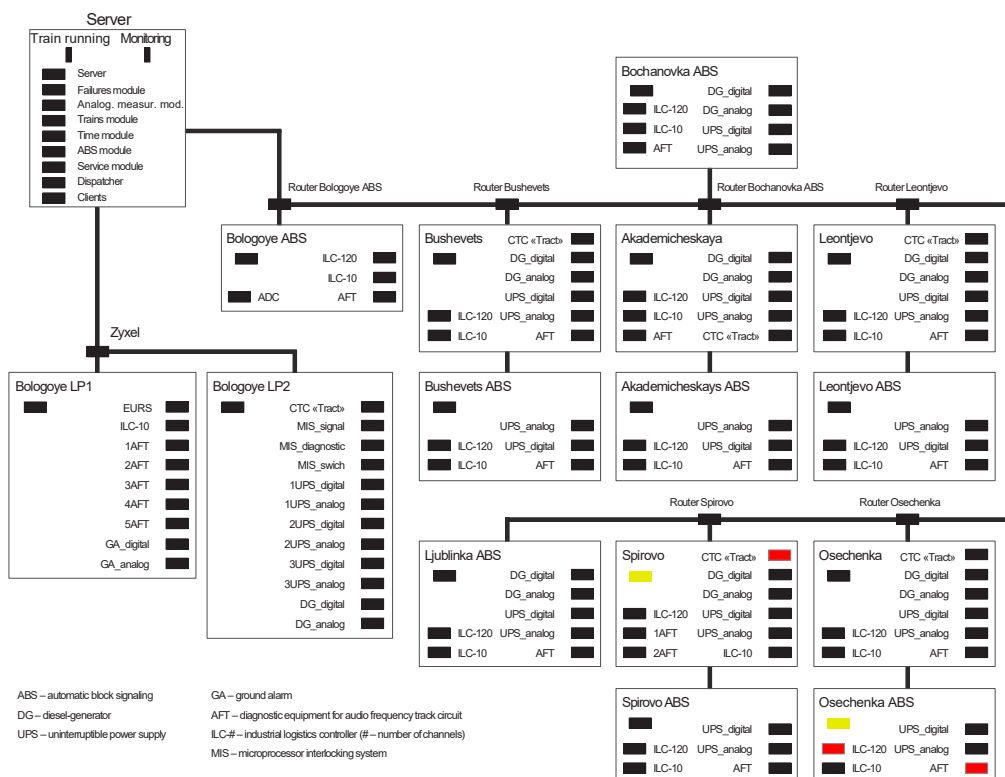 Server
Train running Monitoring
Server
Failures module
Analog. measur. mod.
Trains module
Time module
ABS module
Service module
Dispatcher
Clients
Bochanovka ABS
DG_digital
ILC-120 DG_analog
ILC-10 UPS_digital
AFT UPS_analog
Router Bologoye ABS
Router Bushevets
Router Bochanovka ABS
Router Leontjevo
Bologoye ABS
ILC-120
ILC-10
ADC AFT
Bushevets CTC «Tract»
DG_digital
DG_analog
UPS_digital
ILC-120 UPS_analog
ILC-10 AFT
Akademicheskaya
DG_digital
DG_analog
ILC-120 UPS_digital
ILC-10 UPS_analog
AFT CTC «Tract»
Leontjevo CTC «Tract»
DG_digital
DG_analog
UPS_digital
ILC-120 UPS_analog
ILC-10 AFT
Zyxel
Bologoye LP1
EURS
ILC-10
1AFT
2AFT
3AFT
4AFT
5AFT
GA_digital
GA_analog
Bologoye LP2
CTC «Tract»
MIS_signal
MIS_diagnostic
MIS_swich
1UPS_digital
1UPS_analog
2UPS_digital
2UPS_analog
3UPS_digital
3UPS_analog
DG_digital
DG_analog
Bushevets ABS
UPS_analog
ILC-120 UPS_digital
ILC-10 AFT
Akademicheskays ABS
UPS_analog
ILC-120 UPS_digital
ILC-10 AFT
Leontjevo ABS
UPS_analog
ILC-120 UPS_digital
ILC-10 AFT
Router Spirovo
Router Osechenka
Ljublinka ABS
DG_digital
DG_analog
UPS_digital
ILC-120 UPS_analog
ILC-10 AFT
Spirovo CTC «Tract»
DG_digital
DG_analog
ILC-120 UPS_digital
1AFT UPS_analog
2AFT ILC-10
Osechenka CTC «Tract»
DG_digital
DG_analog
UPS_digital
ILC-120 UPS_analog
ILC-10 AFT
Spirovo ABS
UPS_digital
ILC-120 UPS_analog
ILC-10 AFT
Osechenka ABS
UPS_digital
ILC-120 UPS_analog
ILC-10 AFT
ABS – automatic block signaling
DG – diesel-generator
UPS – uninterruptible power supply
GA – ground alarm
AFT – diagnostic equipment for audio frequency track circuit
ILC-# – industrial logistics controller (# – number of channels)
MIS – microprocessor interlocking system